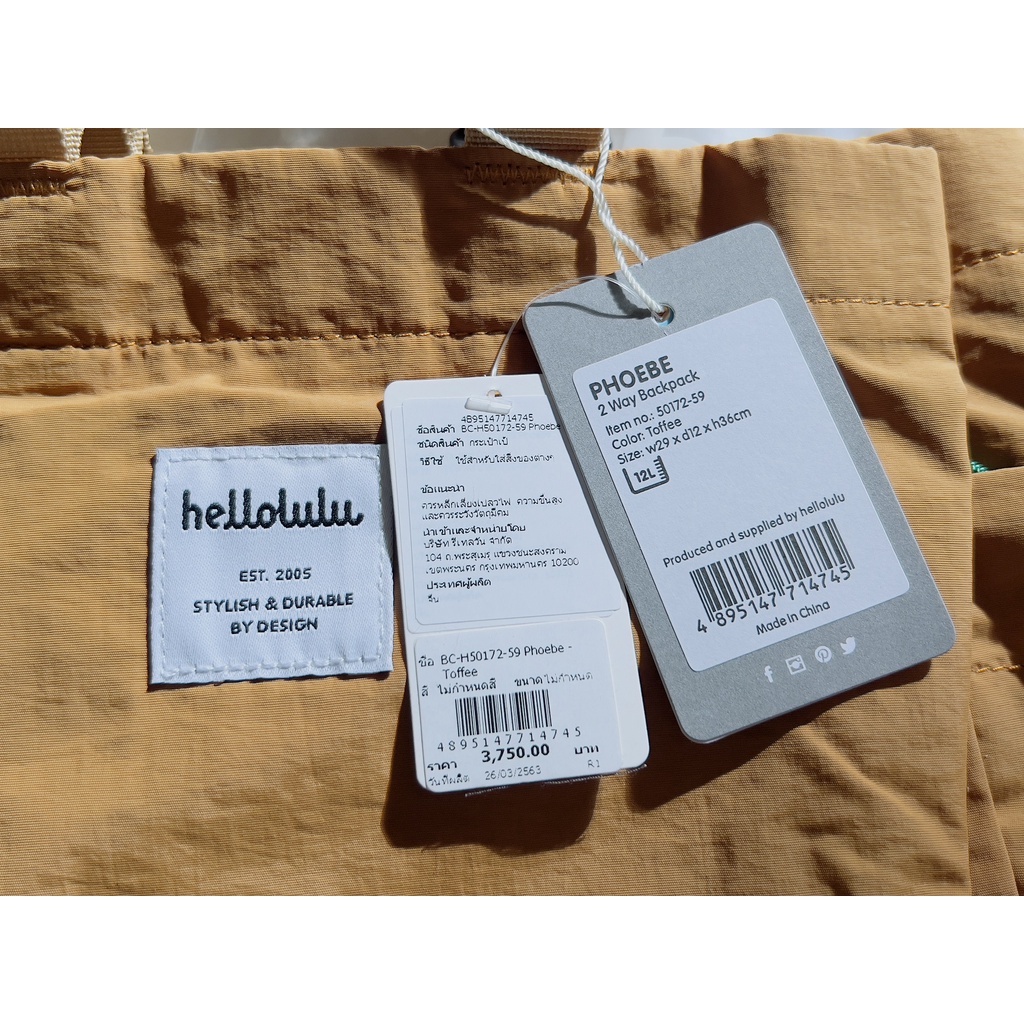 hellolulu
EST. 2005
STYLISH & DURABLE
BY DESIGN
4895147714745
ชื่อสินค้า BC-H50172-59 Phoebe
ชนิดสินค้า กระเป๋าเป้
วิธีใช้ ใช้สำหรับใส่สิ่งของต่างๆ
ข้อแนะนำ
ควรหลีกเลี่ยงเปลวไฟ ความชื้นสูง
และควรระวังวัตถุมีคม
นำเข้าและจำหน่ายโดย
บริษัท รีเทลวัน จำกัด
104 ถ.พระสุเมรุ แขวงชนะสงคราม
เขตพระนคร กรุงเทพมหานคร 10200
ประเทศผู้ผลิต
จีน
ชื่อ BC-H50172-59 Phoebe -
Toffee
สี ไม่กำหนดสี ขนาด ไม่กำหนด
4895147714745
ราคา 3,750.00 บาท
วันที่ผลิต 26/03/2563 R1
PHOEBE
2 Way Backpack
Item no.: 50172-59
Color: Toffee
Size: w29 x d12 x h36cm
12L
Produced and supplied by hellolulu
4 895147 714745
Made in China